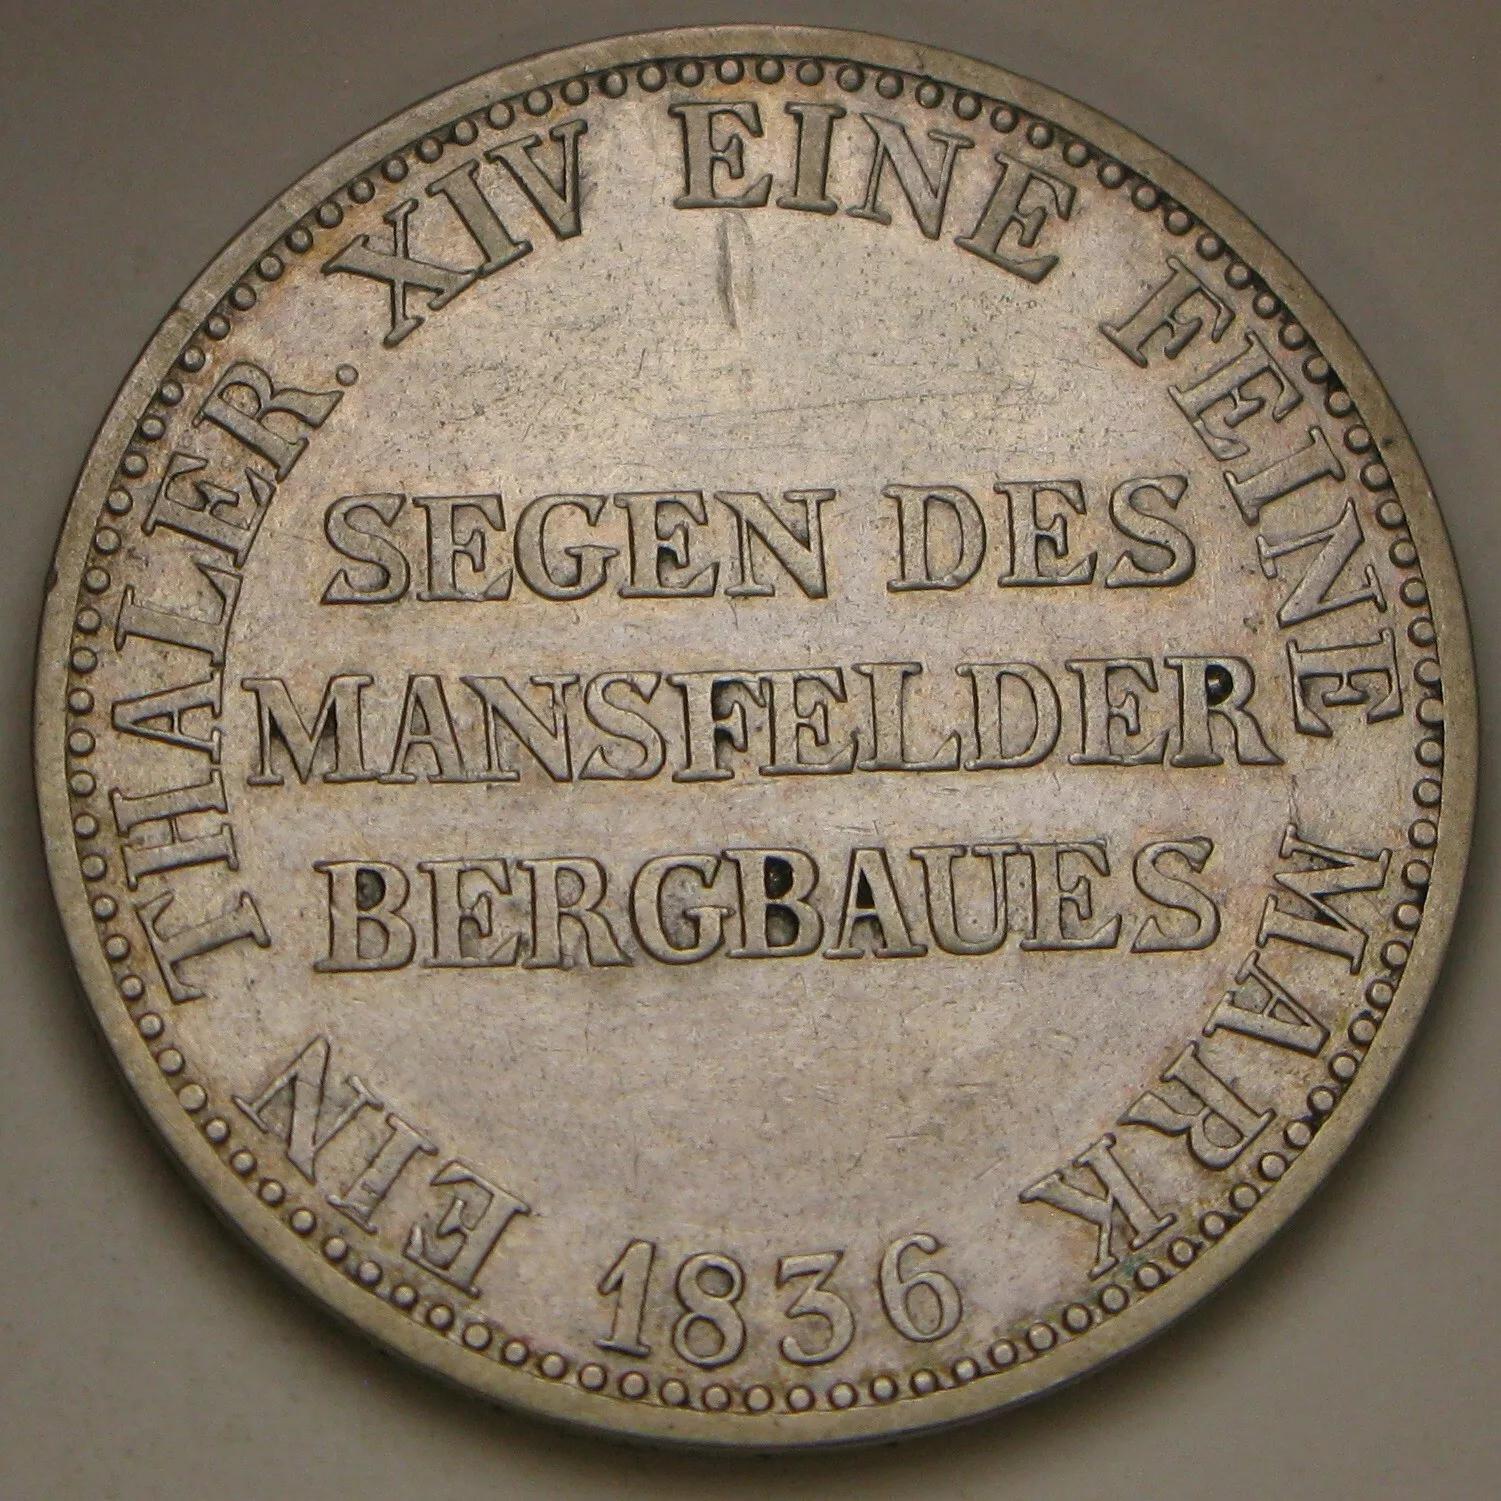 EIN THALER. XIV EINE FEINE MARK
SEGEN DES
MANSFELDER
BERGBAUES
1836